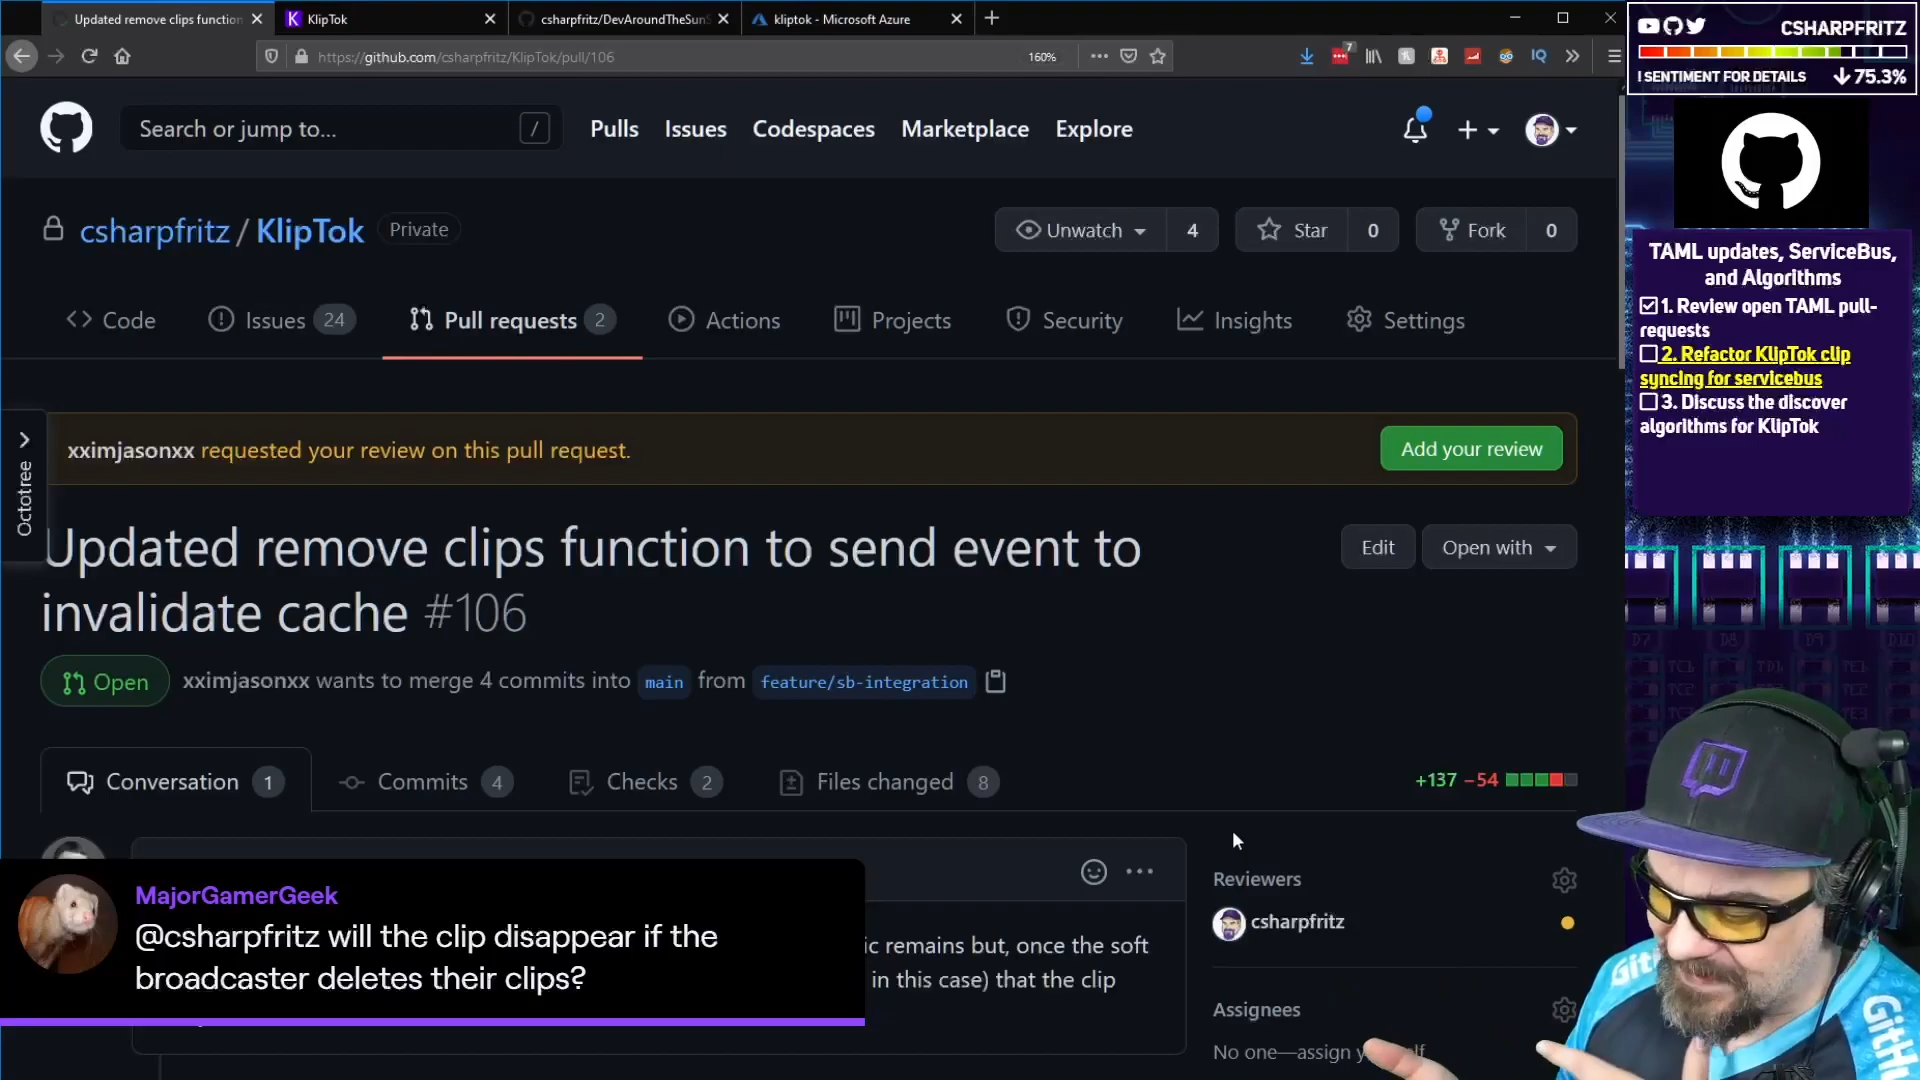 Updated remove clips function
KlipTok
csharpfritz/DevAroundTheSun
kliptok - Microsoft Azure
https://github.com/csharpfritz/KlipTok/pull/106
160%
7
IQ
CSHARPFRITZ
! SENTIMENT FOR DETAILS
75.3%
Search or jump to...
/
Pulls
Issues
Codespaces
Marketplace
Explore
csharpfritz / KlipTok
Private
Unwatch
4
Star
0
Fork
0
Code
Issues 24
Pull requests 2
Actions
Projects
Security
Insights
Settings
TAML updates, ServiceBus,
and Algorithms
1. Review open TAML pull-
requests
2. Refactor KlipTok clip
syncing for servicebus
3. Discuss the discover
algorithms for KlipTok
Octotree
xximjasonxx requested your review on this pull request.
Add your review
Updated remove clips function to send event to
invalidate cache #106
Edit
Open with
Open
xximjasonxx wants to merge 4 commits into main from feature/sb-integration
Conversation 1
Commits 4
Checks 2
Files changed 8
+137 −54
Reviewers
csharpfritz
Assignees
MajorGamerGeek
@csharpfritz will the clip disappear if the
broadcaster deletes their clips?
ic remains but, once the soft
in this case) that the clip
No one—assign